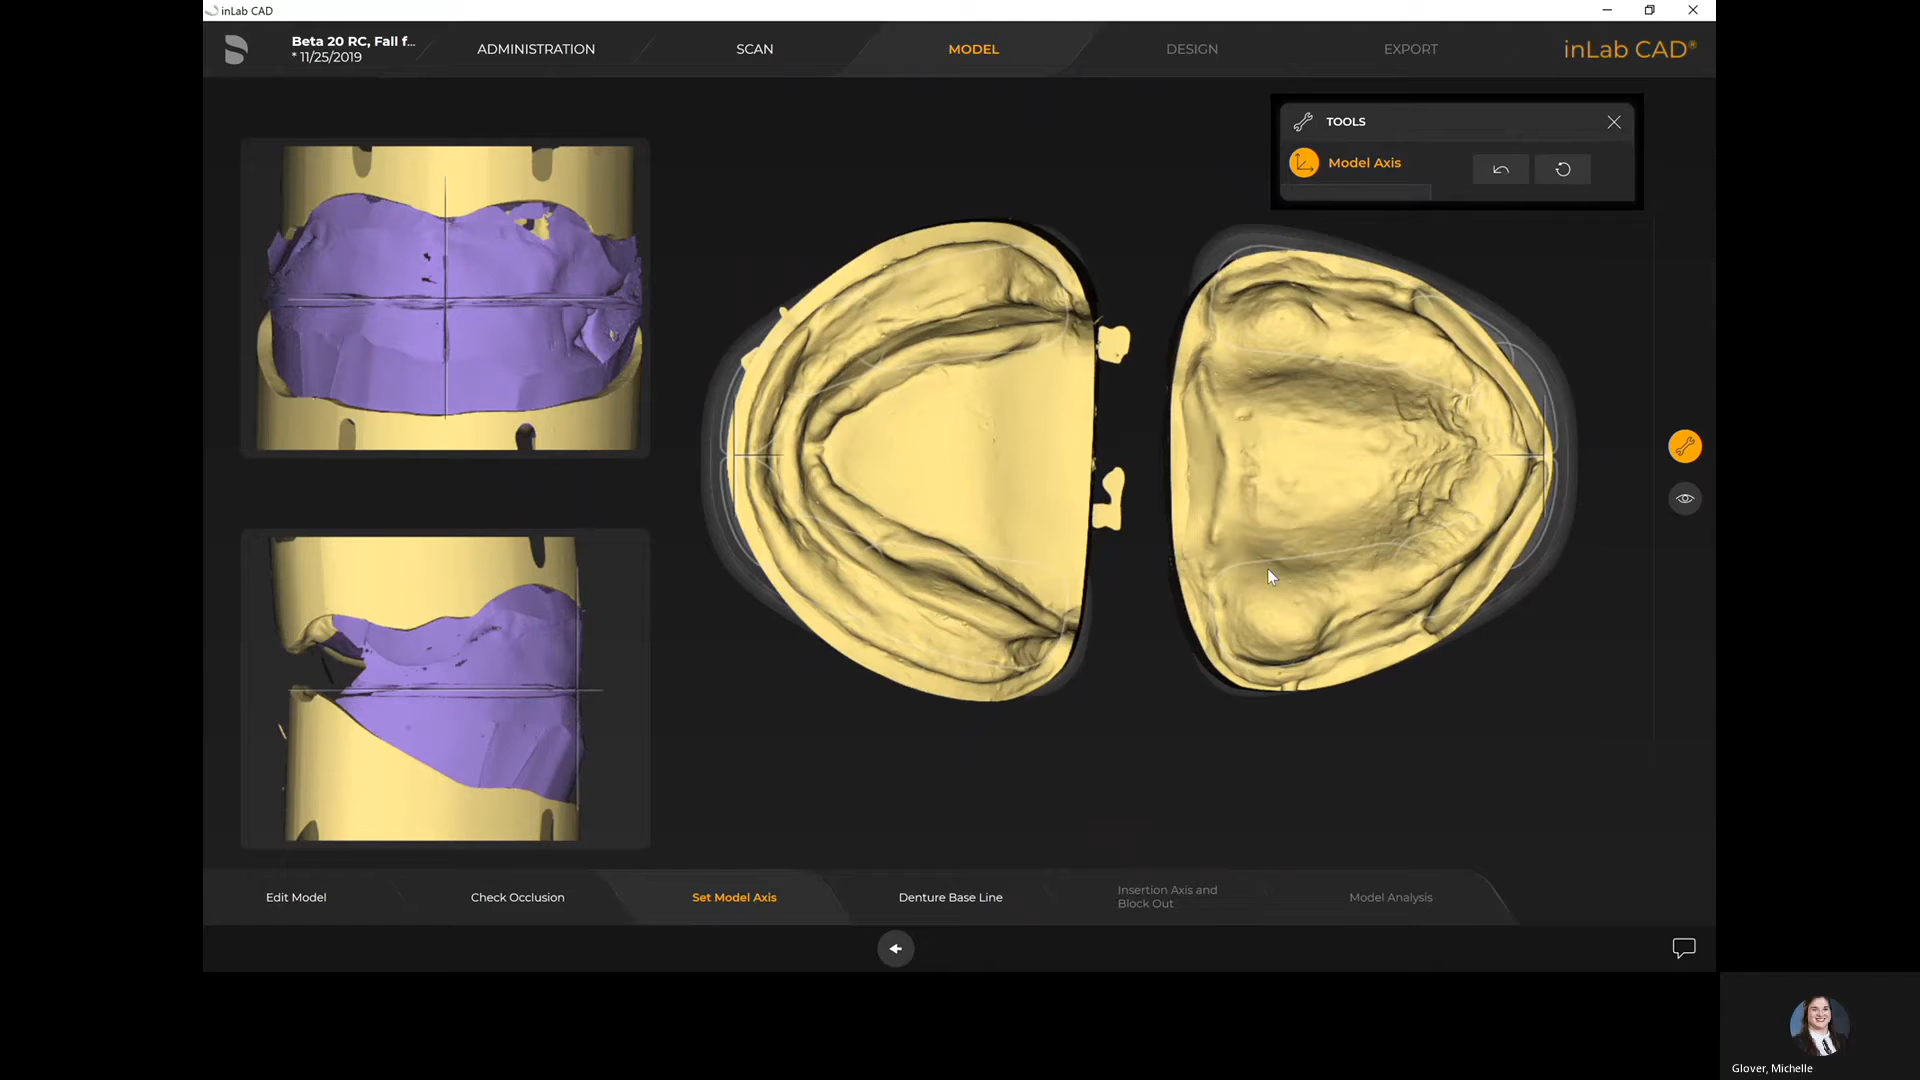 inLab CAD
Beta 20 RC, Fall f...
* 11/25/2019
ADMINISTRATION
SCAN
MODEL
DESIGN
EXPORT
inLab CAD®
TOOLS
Model Axis
Edit Model
Check Occlusion
Set Model Axis
Denture Base Line
Insertion Axis and
Block Out
Model Analysis
Glover, Michelle